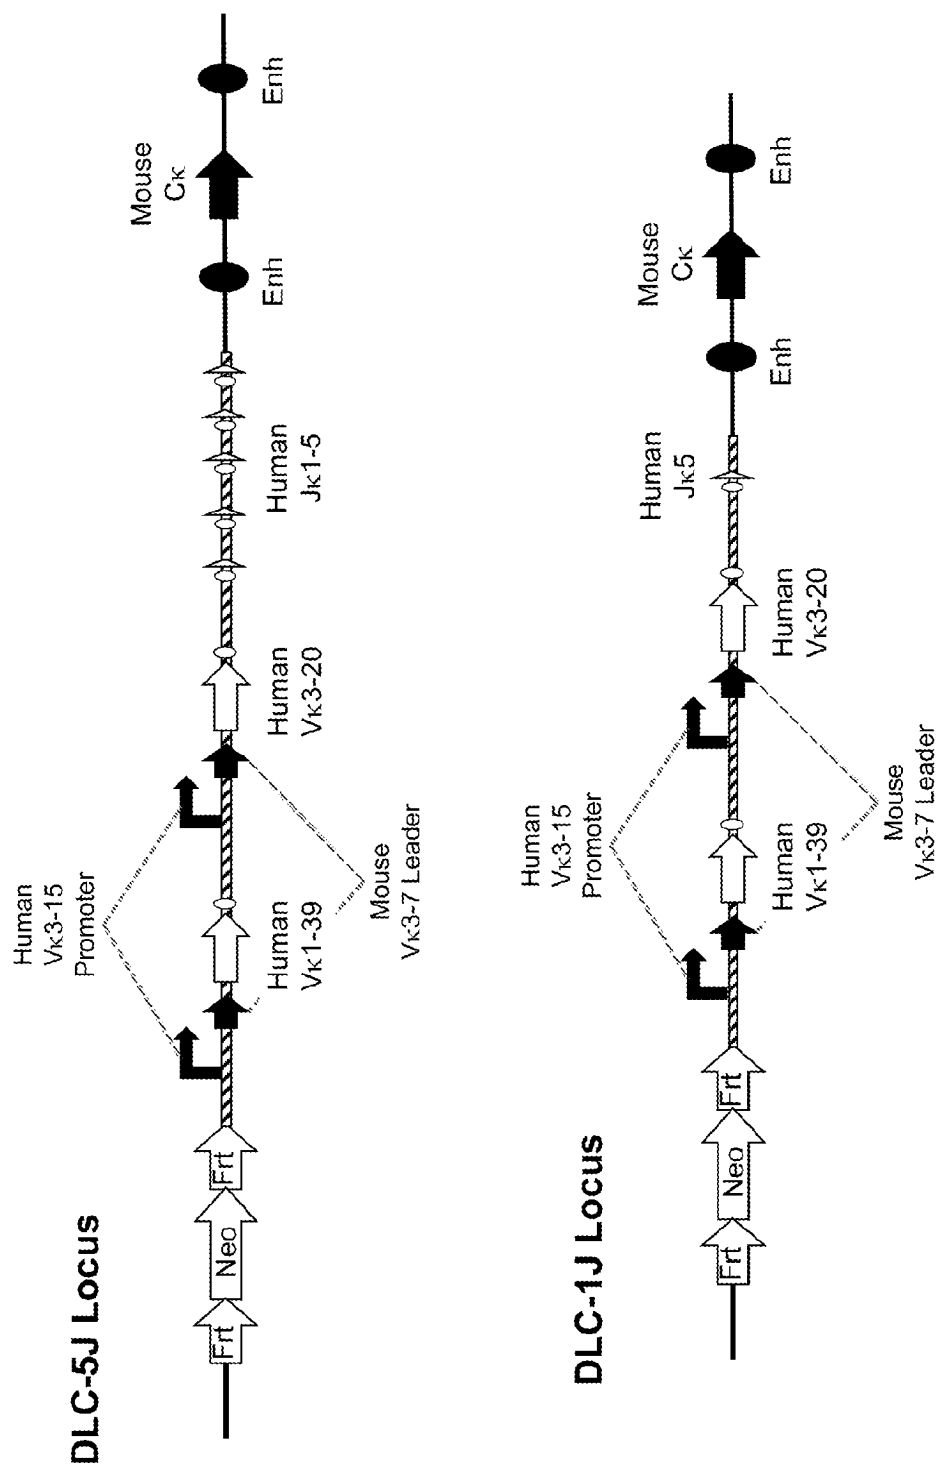 DLC-5J Locus
Human
Vκ3-15
Promoter
Frt
Neo
Frt
Human
Vκ1-39
Mouse
Vκ3-7 Leader
Human
Vκ3-20
Human
Jκ1-5
Enh
Mouse
Cκ
Enh
DLC-1J Locus
Human
Vκ3-15
Promoter
Frt
Neo
Frt
Human
Vκ1-39
Mouse
Vκ3-7 Leader
Human
Vκ3-20
Human
Jκ5
Enh
Mouse
Cκ
Enh